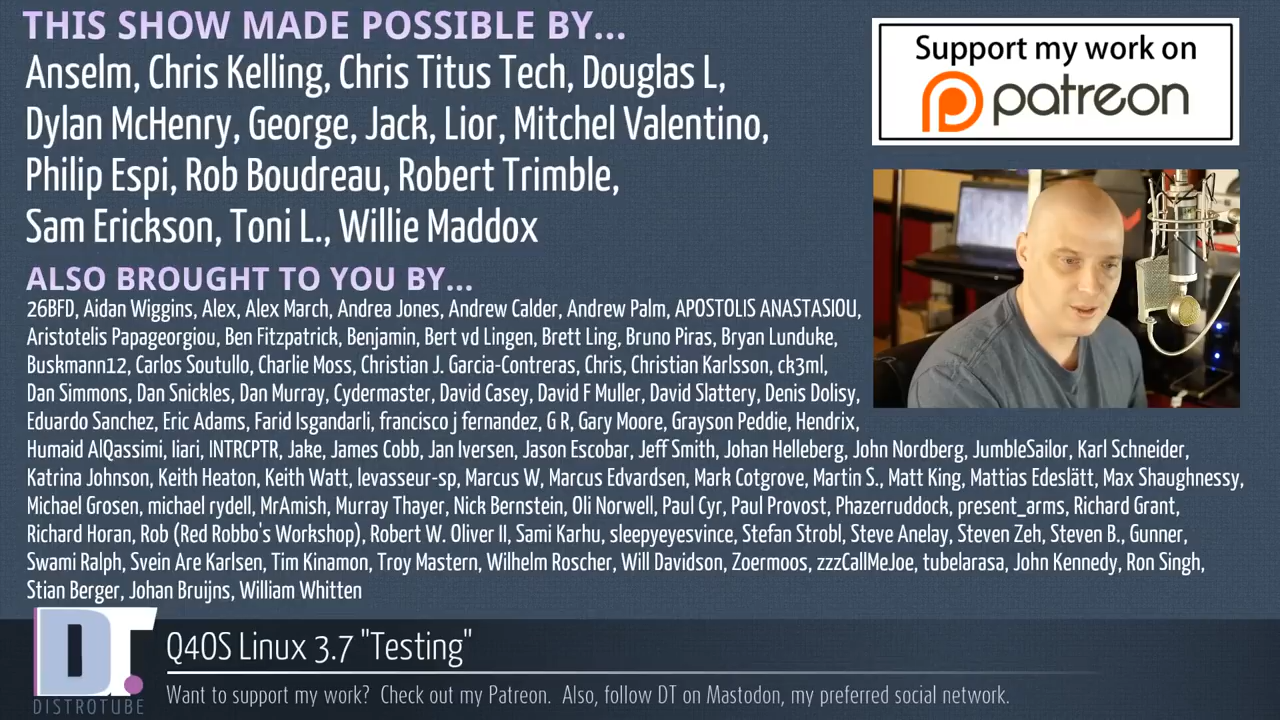 THIS SHOW MADE POSSIBLE BY...
Anselm, Chris Kelling, Chris Titus Tech, Douglas L,
Dylan McHenry, George, Jack, Lior, Mitchel Valentino,
Philip Espi, Rob Boudreau, Robert Trimble,
Sam Erickson, Toni L., Willie Maddox
Support my work on
patreon
ALSO BROUGHT TO YOU BY...
26BFD, Aidan Wiggins, Alex, Alex March, Andrea Jones, Andrew Calder, Andrew Palm, APOSTOLIS ANASTASIOU,
Aristotelis Papageorgiou, Ben Fitzpatrick, Benjamin, Bert vd Lingen, Brett Ling, Bruno Piras, Bryan Lunduke,
Buskmann12, Carlos Soutullo, Charlie Moss, Christian J. Garcia-Contreras, Chris, Christian Karlsson, ck3ml,
Dan Simmons, Dan Snickles, Dan Murray, Cydermaster, David Casey, David F Muller, David Slattery, Denis Dolisy,
Eduardo Sanchez, Eric Adams, Farid Isgandarli, francisco j fernandez, G R, Gary Moore, Grayson Peddie, Hendrix,
Humaid AlQassimi, Iiari, INTRCPTR, Jake, James Cobb, Jan Iversen, Jason Escobar, Jeff Smith, Johan Helleberg, John Nordberg, JumbleSailor, Karl Schneider,
Katrina Johnson, Keith Heaton, Keith Watt, levasseur-sp, Marcus W, Marcus Edvardsen, Mark Cotgrove, Martin S., Matt King, Mattias Edeslätt, Max Shaughnessy,
Michael Grosen, michael rydell, MrAmish, Murray Thayer, Nick Bernstein, Oli Norwell, Paul Cyr, Paul Provost, Phazerruddock, present_arms, Richard Grant,
Richard Horan, Rob (Red Robbo's Workshop), Robert W. Oliver II, Sami Karhu, sleepyeyesvince, Stefan Strobl, Steve Anelay, Steven Zeh, Steven B., Gunner,
Swami Ralph, Svein Are Karlsen, Tim Kinamon, Troy Mastern, Wilhelm Roscher, Will Davidson, Zoermoos, zzzCallMeJoe, tubelarasa, John Kennedy, Ron Singh,
Stian Berger, Johan Bruijns, William Whitten
DT.
DISTROTUBE
Q4OS Linux 3.7 "Testing"
Want to support my work? Check out my Patreon. Also, follow DT on Mastodon, my preferred social network.